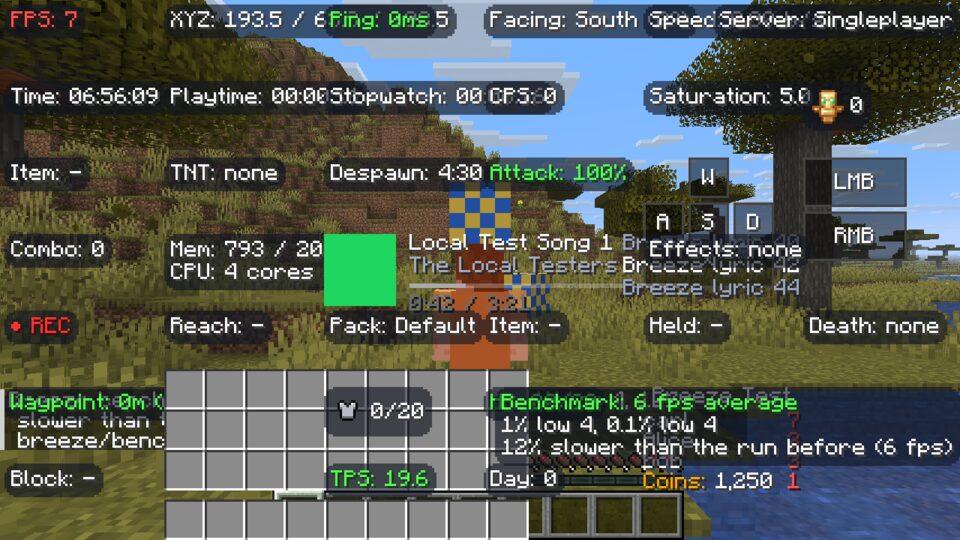 FPS: 7
XYZ: 193.5 / 6
Ping: 0ms
5
Facing: South
Speed
Server: Singleplayer
Time: 06:56:09
Playtime: 00:00
Stopwatch: 00
CPS: 0
Saturation: 5.0
0
Item: -
TNT: none
Despawn: 4:30
Attack: 100%
W
LMB
A
S
D
RMB
Combo: 0
Mem: 793 / 20
CPU: 4 cores
Local Test Song 1
The Local Testers
0:42 / 3:21
Effects: none
Breeze lyric 42
Breeze lyric 44
REC
Reach: -
Pack: Default
Item: -
Held: -
Death: none
Waypoint: 0m
slower than
breeze/benc
0/20
Breeze Test
Benchmark: 6 fps average
1% low 4, 0.1% low 4
7
12% slower than the run before (6 fps)
Block: -
TPS: 19.6
Day: 0
Coins: 1,250
1